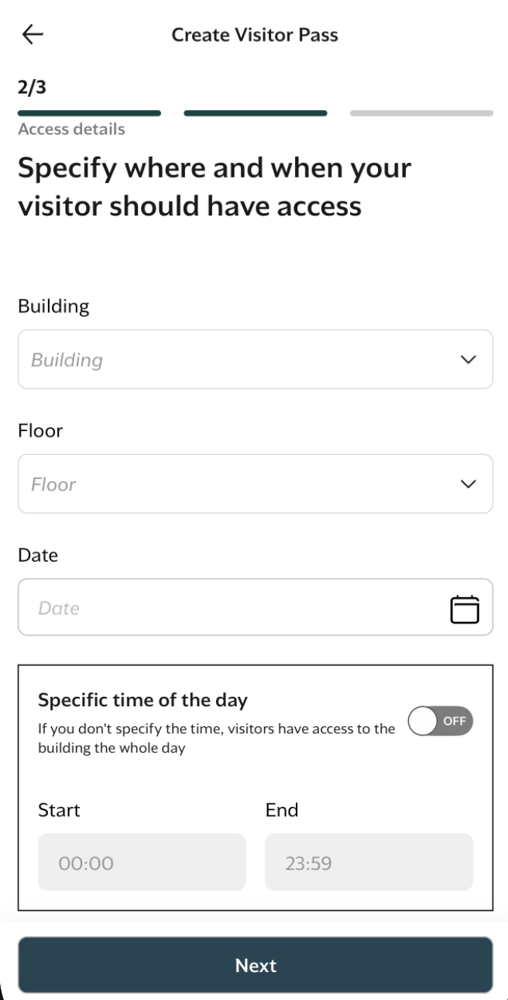 Create Visitor Pass
2/3
Access details
Specify where and when your
visitor should have access
Building
Building
Floor
Floor
Date
Date
Specific time of the day
If you don't specify the time, visitors have access to the
building the whole day
OFF
Start
End
00:00
23:59
Next